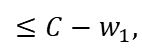 ≤ C − w₁,